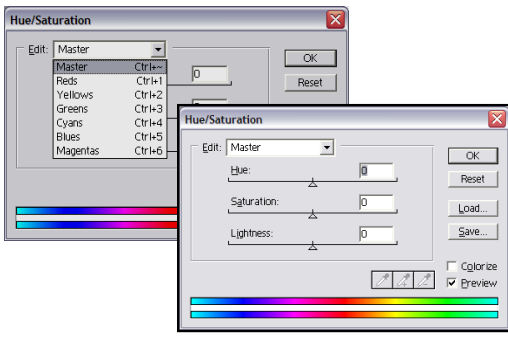 Hue/Saturation
Edit: Master
OK
Reset
0
Master Ctrl+~
Reds Ctrl+1
Yellows Ctrl+2
Greens Ctrl+3
Cyans Ctrl+4
Blues Ctrl+5
Magentas Ctrl+6
Hue/Saturation
Edit: Master
Hue: 0
Saturation: 0
Lightness: 0
OK
Reset
Load...
Save...
Colorize
Preview